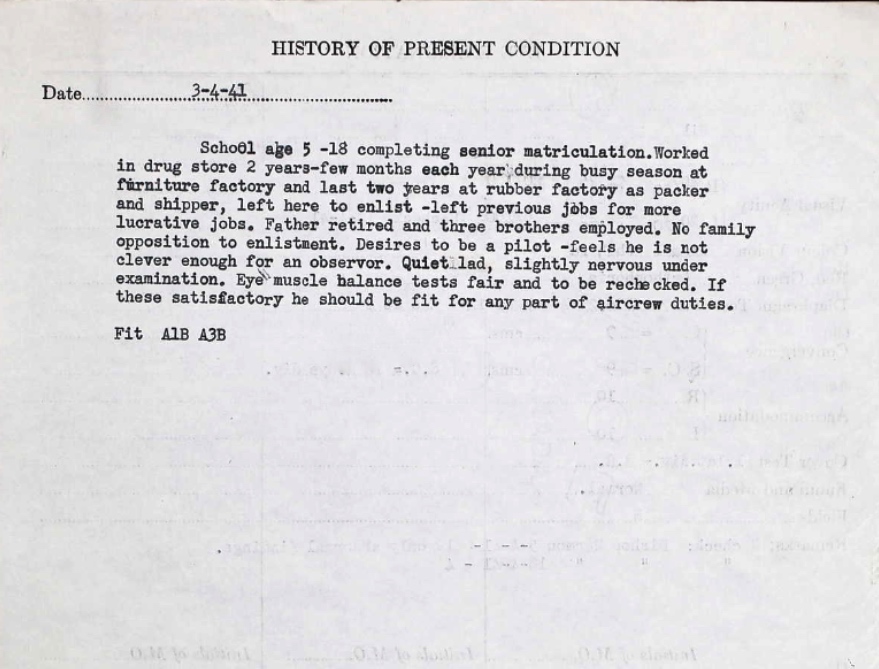 HISTORY OF PRESENT CONDITION
Date 3-4-41
School age 5 -18 completing senior matriculation.Worked
in drug store 2 years-few months each year during busy season at
furniture factory and last two years at rubber factory as packer
and shipper, left here to enlist -left previous jobs for more
lucrative jobs. Father retired and three brothers employed. No family
opposition to enlistment. Desires to be a pilot -feels he is not
clever enough for an observor. Quiet lad, slightly nervous under
examination. Eye muscle balance tests fair and to be rechecked. If
these satisfactory he should be fit for any part of aircrew duties.
Fit A1B A3B